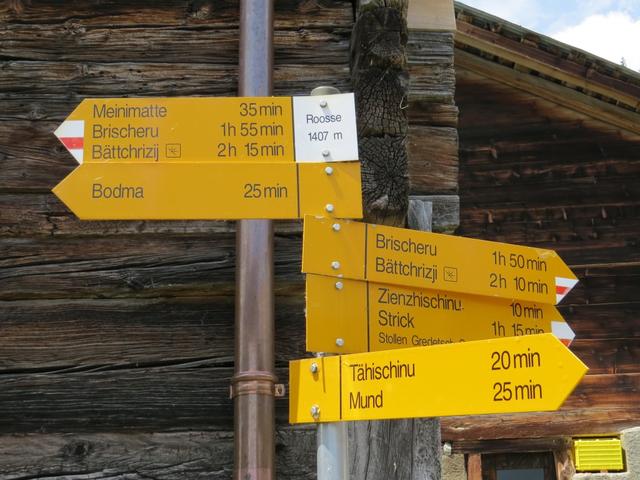 Meinimatte 35 min
Brischeru 1h 55 min
Bättchrizji 2h 15 min
Roosse
1407 m
Bodma 25 min
Brischeru 1h 50 min
Bättchrizji 2h 10 min
Zienzhischinu 10 min
Strick 1h 15 min
Stollen
Tähischinu 20 min
Mund 25 min